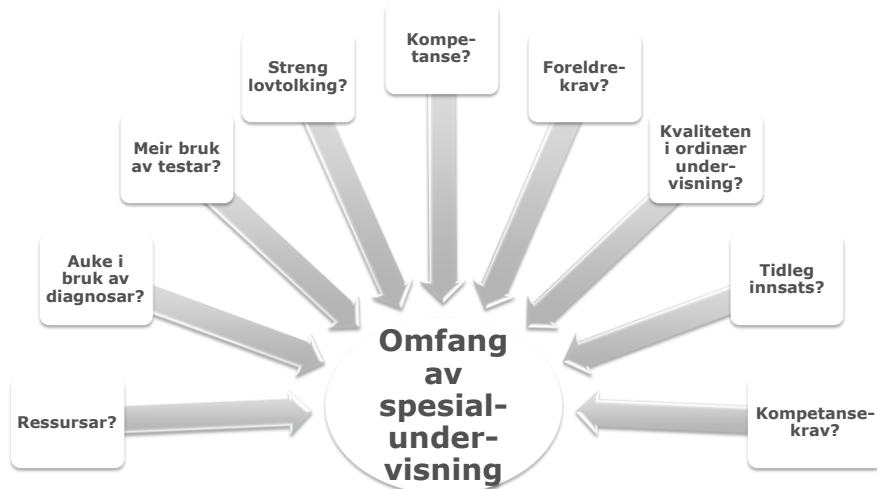 Ressursar?
Auke i
bruk av
diagnosar?
Meir bruk
av testar?
Streng
lovtolking?
Kompe-
tanse?
Foreldre-
krav?
Kvaliteten
i ordinær
under-
visning?
Tidleg
innsats?
Kompetanse-
krav?
Omfang
av
spesial-
under-
visning